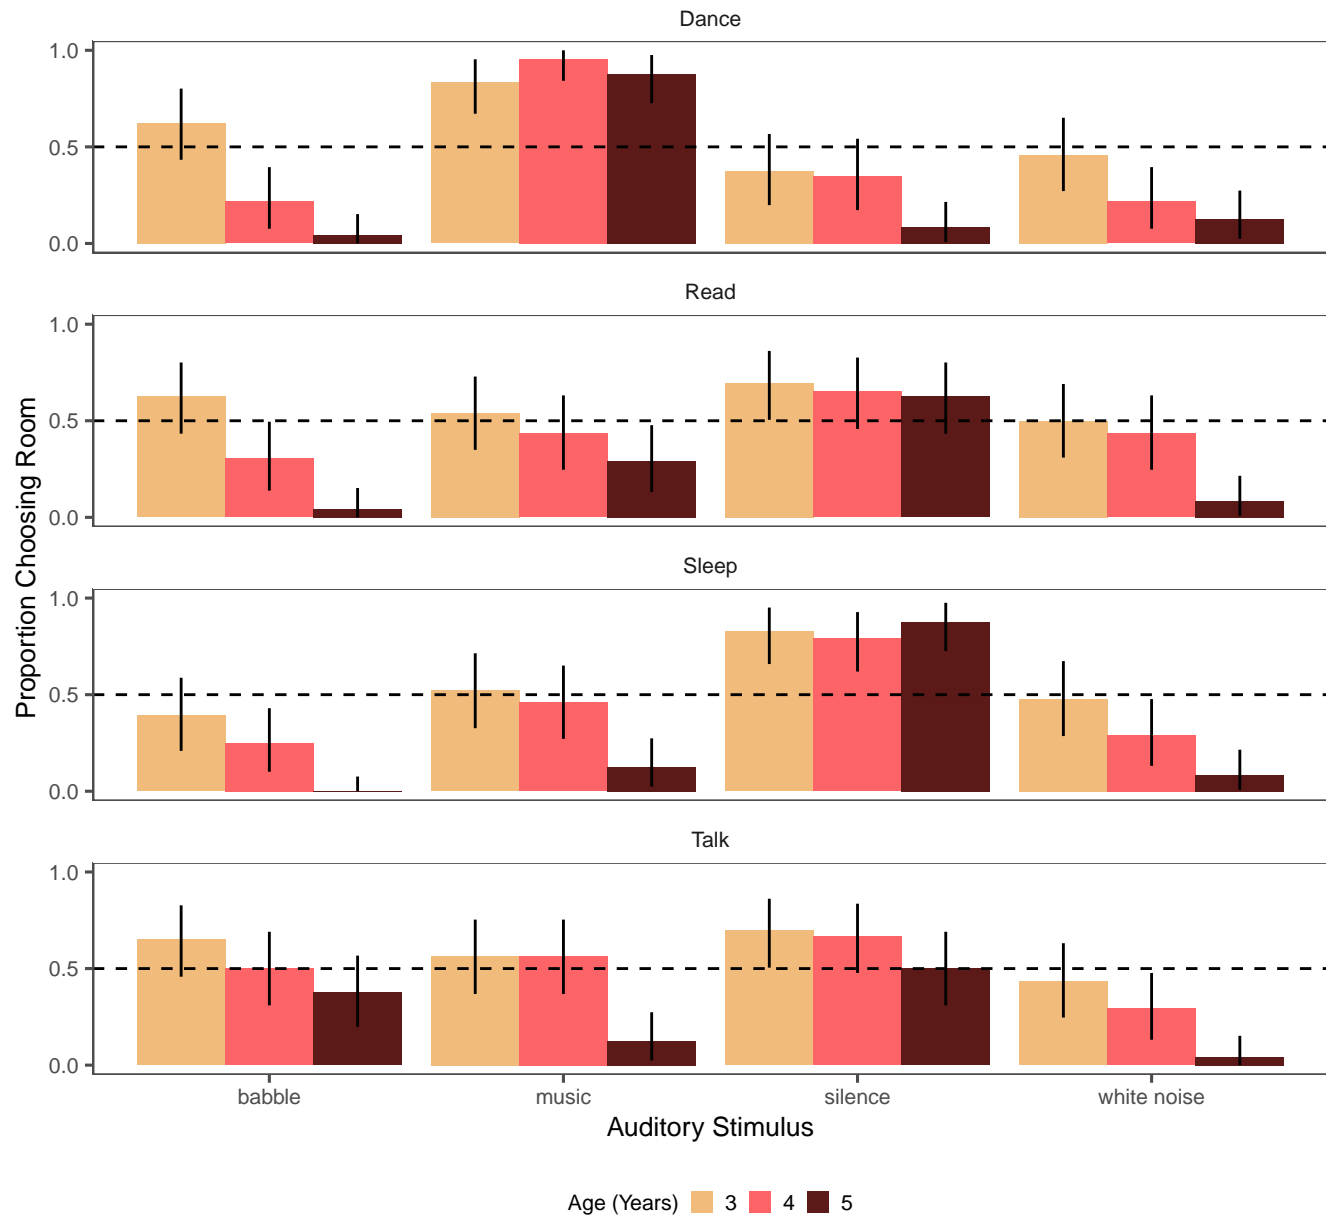 Dance
1.0
0.5
0.0
Read
1.0
0.5
0.0
Sleep
1.0
0.5
0.0
Talk
1.0
0.5
0.0
Proportion Choosing Room
babble music silence white noise
Auditory Stimulus
Age (Years) 3 4 5